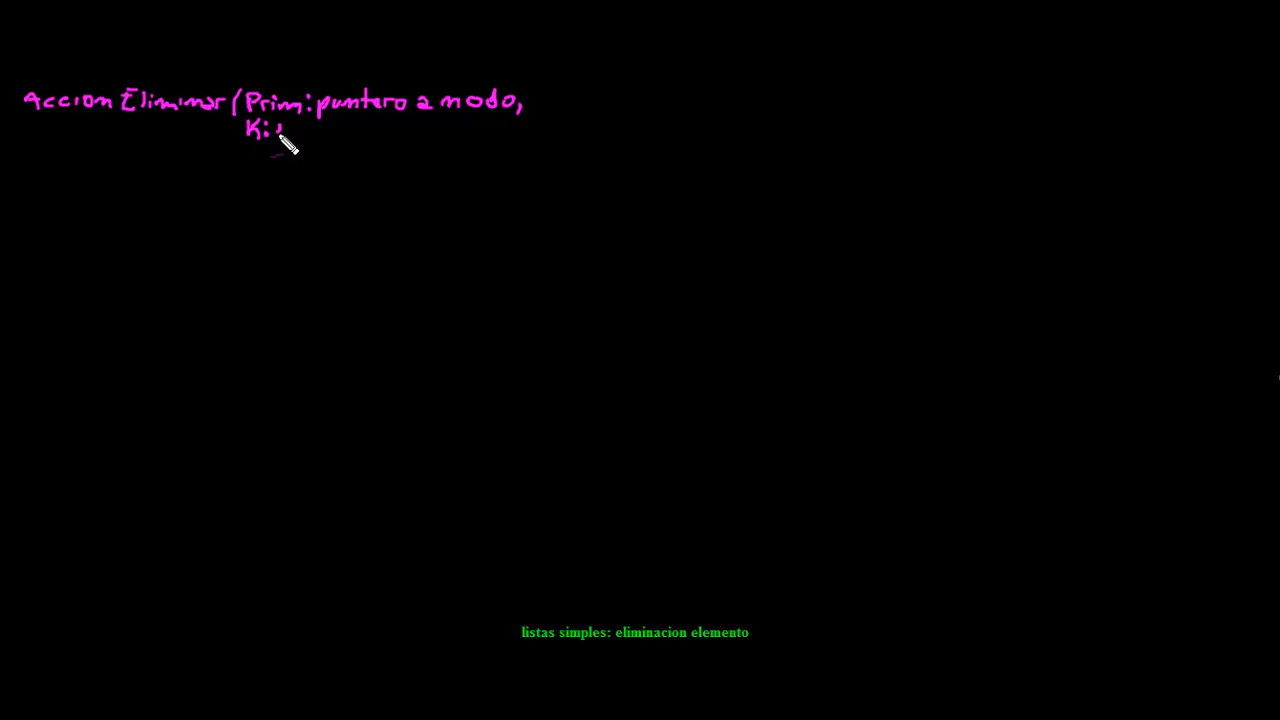 Accion Eliminar (Prim: puntero a nodo,
K:
listas simples: eliminacion elemento